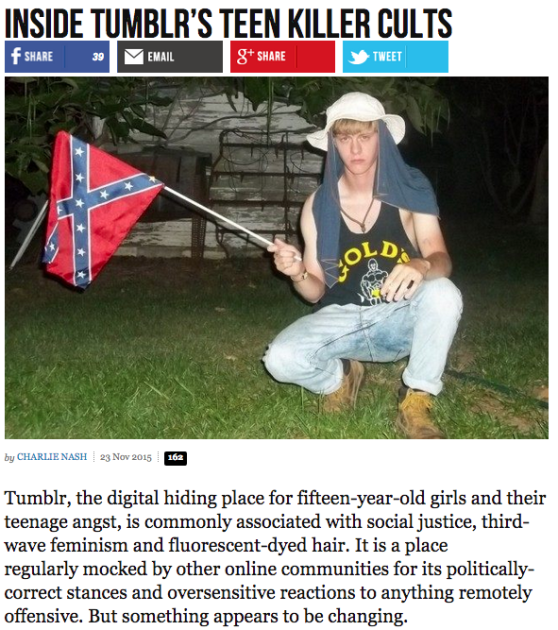 INSIDE TUMBLR'S TEEN KILLER CULTS
f SHARE 39 EMAIL g+ SHARE TWEET
GOLD'S
by CHARLIE NASH 23 Nov 2015 162
Tumblr, the digital hiding place for fifteen-year-old girls and their
teenage angst, is commonly associated with social justice, third-
wave feminism and fluorescent-dyed hair. It is a place
regularly mocked by other online communities for its politically-
correct stances and oversensitive reactions to anything remotely
offensive. But something appears to be changing.